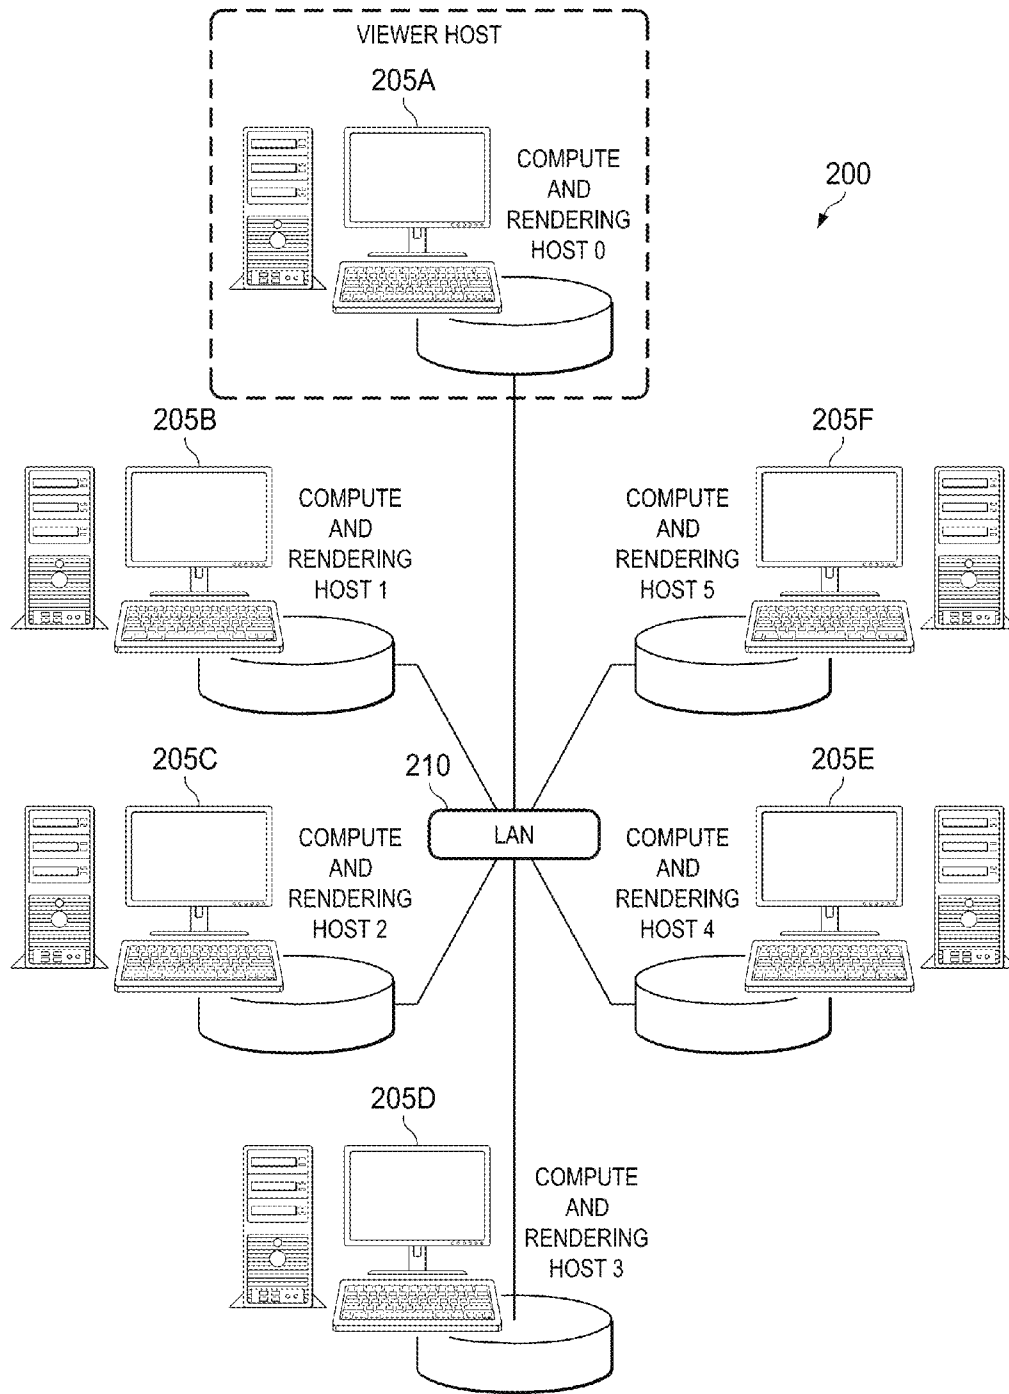 VIEWER HOST
205A
COMPUTE
AND
RENDERING
HOST 0
200
205B
COMPUTE
AND
RENDERING
HOST 1
205F
COMPUTE
AND
RENDERING
HOST 5
205C
COMPUTE
AND
RENDERING
HOST 2
210
LAN
205E
COMPUTE
AND
RENDERING
HOST 4
205D
COMPUTE
AND
RENDERING
HOST 3